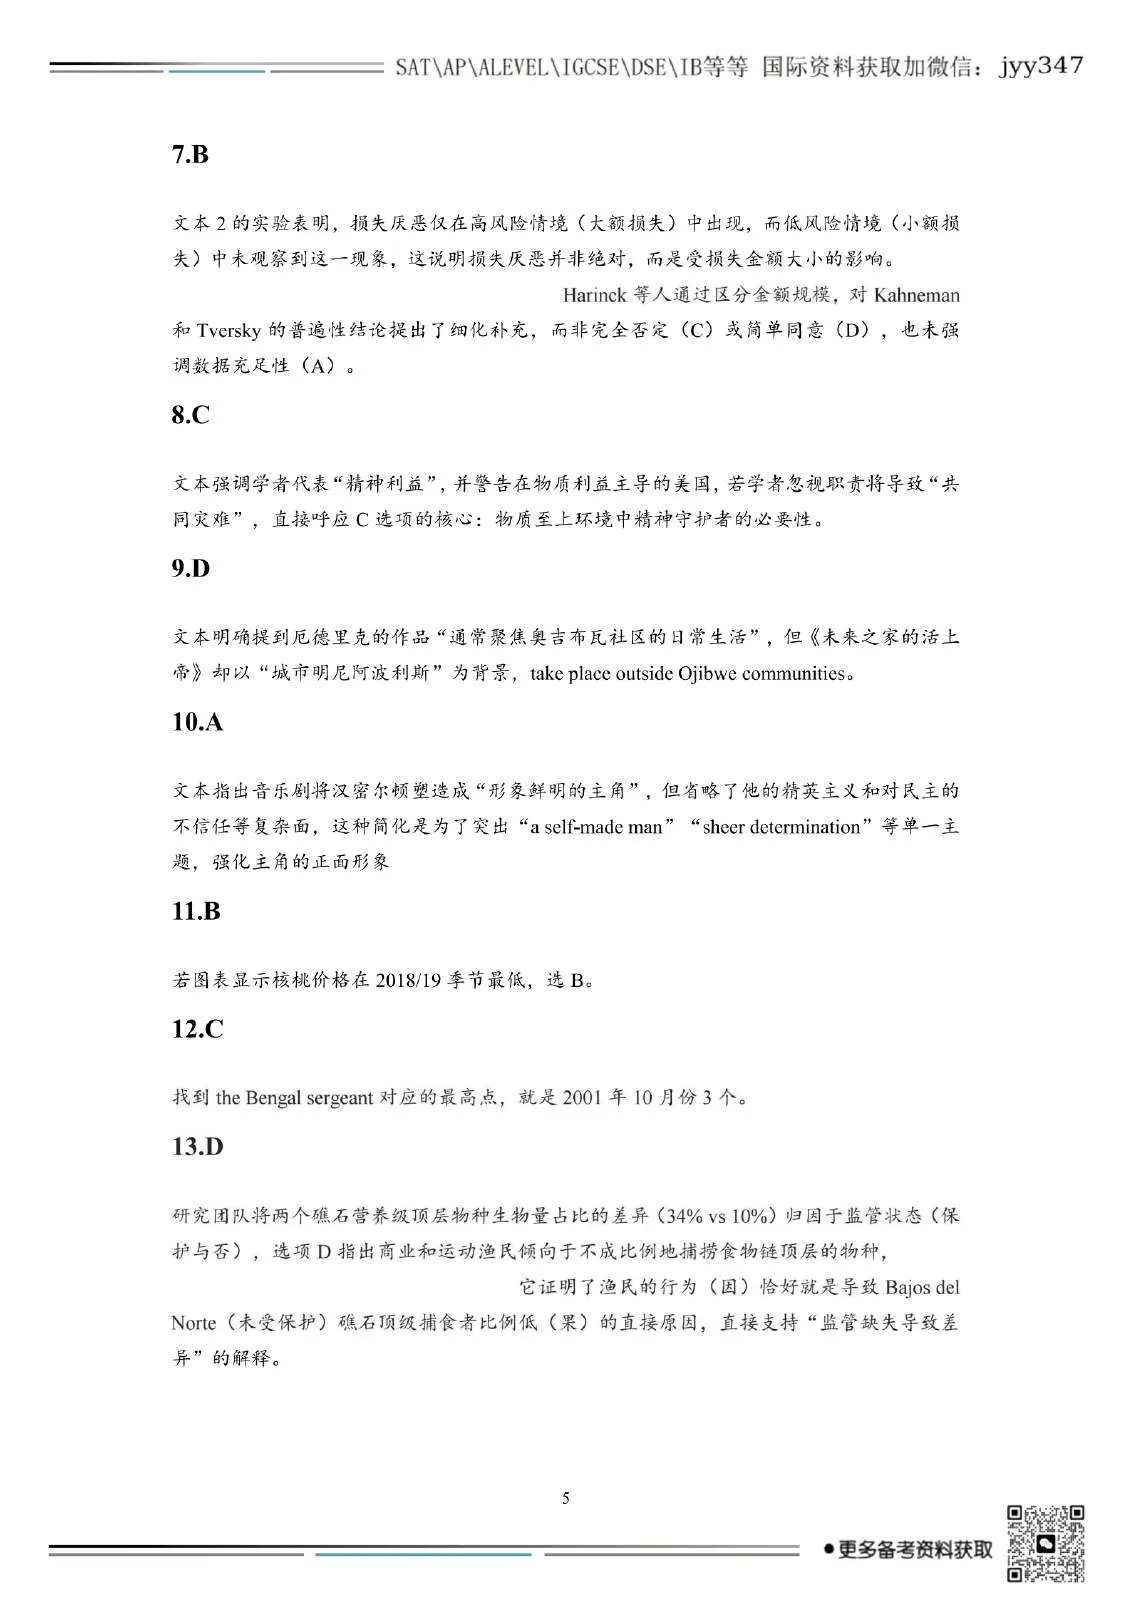 SAT\AP\ALEVEL\IGCSE\DSE\IB等等 国际资料获取加微信：jyy347
7.B
文本 2 的实验表明，损失厌恶仅在高风险情境（大额损失）中出现，而低风险情境（小额损
失）中未观察到这一现象，这说明损失厌恶并非绝对，而是受损失金额大小的影响。
Harinck 等人通过区分金额规模，对 Kahneman
和 Tversky 的普遍性结论提出了细化补充，而非完全否定（C）或简单同意（D），也未强
调数据充足性（A）。
8.C
文本强调学者代表“精神利益”，并警告在物质利益主导的美国，若学者忽视职责将导致“共
同灾难”，直接呼应 C 选项的核心：物质至上环境中精神守护者的必要性。
9.D
文本明确提到厄德里克的作品“通常聚焦奥吉布瓦社区的日常生活”，但《未来之家的活上
帝》却以“城市明尼阿波利斯”为背景，take place outside Ojibwe communities。
10.A
文本指出音乐剧将汉密尔顿塑造成“形象鲜明的主角”，但省略了他的精英主义和对民主的
不信任等复杂面，这种简化是为了突出“a self-made man”“sheer determination”等单一主
题，强化主角的正面形象
11.B
若图表显示核桃价格在 2018/19 季节最低，选 B。
12.C
找到 the Bengal sergeant 对应的最高点，就是 2001 年 10 月份 3 个。
13.D
研究团队将两个礁石营养级顶层物种生物量占比的差异（34% vs 10%）归因于监管状态（保
护与否），选项 D 指出商业和运动渔民倾向于不成比例地捕捞食物链顶层的物种，
它证明了渔民的行为（因）恰好就是导致 Bajos del
Norte（未受保护）礁石顶级捕食者比例低（果）的直接原因，直接支持“监管缺失导致差
异”的解释。
5
●更多备考资料获取